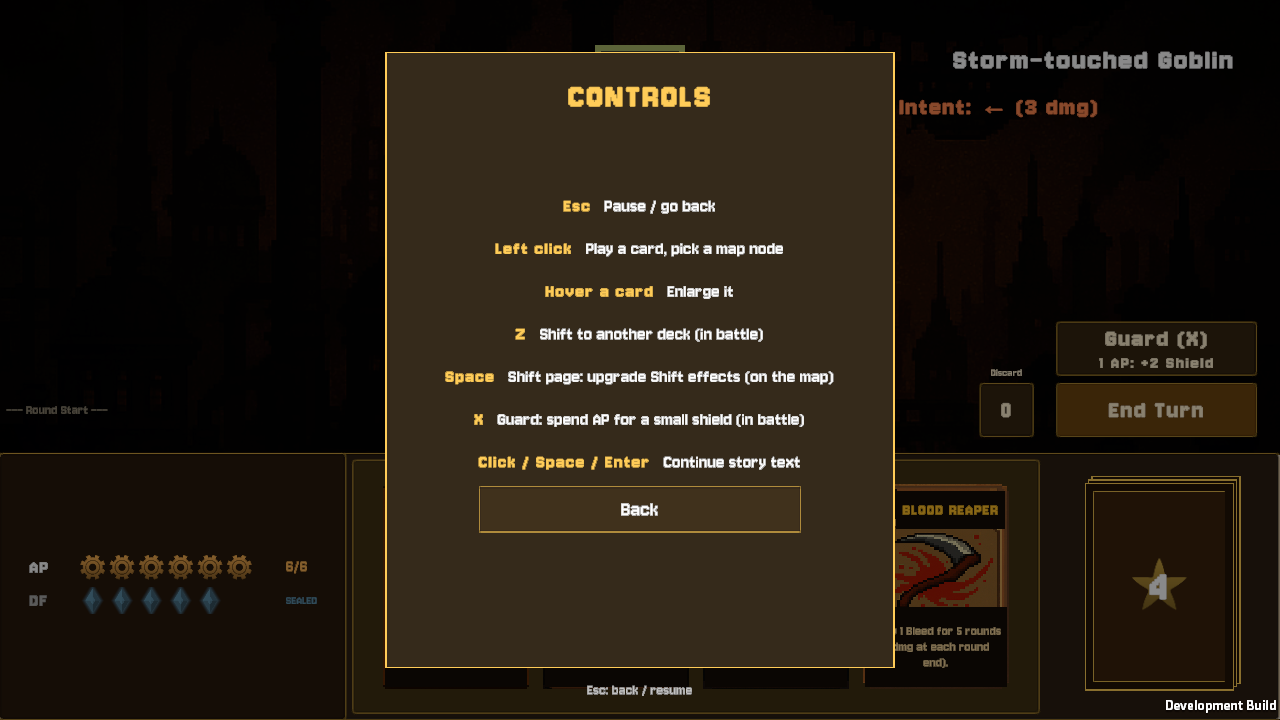 Storm-touched Goblin
Intent: ← (3 dmg)
CONTROLS
Esc Pause / go back
Left click Play a card, pick a map node
Hover a card Enlarge it
Z Shift to another deck (in battle)
Space Shift page: upgrade Shift effects (on the map)
X Guard: spend AP for a small shield (in battle)
Click / Space / Enter Continue story text
Back
Esc: back / resume
Guard (X)
1 AP: +2 Shield
Discard
0
End Turn
── Round Start ──
AP 6/6
DF SEALED
BLOOD REAPER
1 Bleed for 5 rounds
dmg at each round
end).
4
Development Build